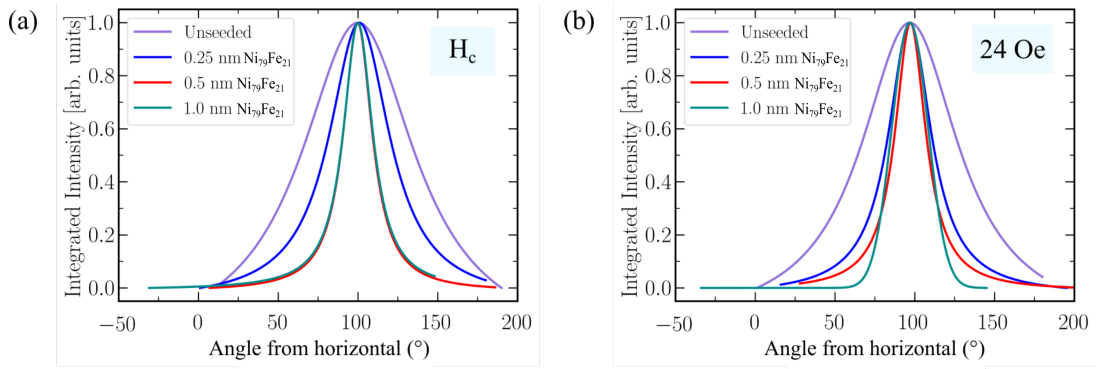 (a)
Integrated Intensity [arb. units]
1.0
0.8
0.6
0.4
0.2
0.0
Unseeded
0.25 nm Ni₇₉Fe₂₁
0.5 nm Ni₇₉Fe₂₁
1.0 nm Ni₇₉Fe₂₁
H_c
−50 0 50 100 150 200
Angle from horizontal (°)
(b)
Integrated Intensity [arb. units]
1.0
0.8
0.6
0.4
0.2
0.0
Unseeded
0.25 nm Ni₇₉Fe₂₁
0.5 nm Ni₇₉Fe₂₁
1.0 nm Ni₇₉Fe₂₁
24 Oe
−50 0 50 100 150 200
Angle from horizontal (°)